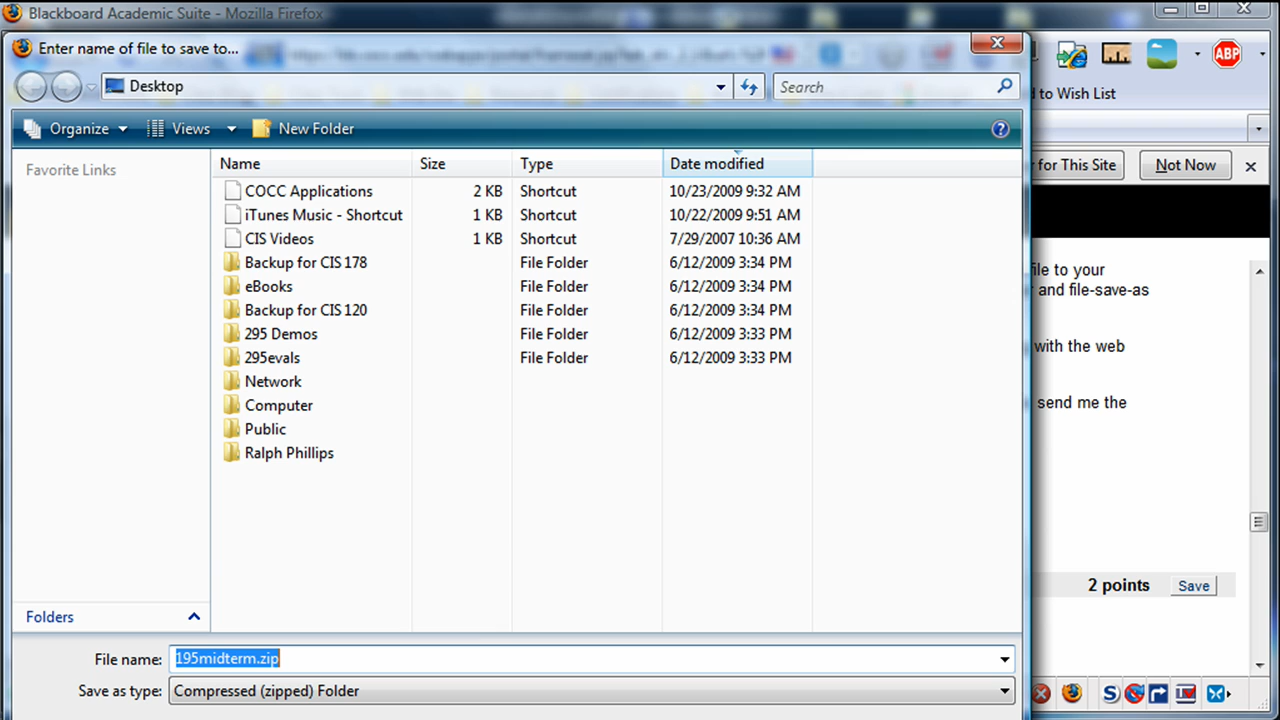 Blackboard Academic Suite - Mozilla Firefox
Enter name of file to save to...
Desktop
Search
ABP
d to Wish List
Organize Views New Folder
?
Favorite Links
Name Size Type Date modified
for This Site Not Now
COCC Applications 2 KB Shortcut 10/23/2009 9:32 AM
iTunes Music - Shortcut 1 KB Shortcut 10/22/2009 9:51 AM
CIS Videos 1 KB Shortcut 7/29/2007 10:36 AM
Backup for CIS 178 File Folder 6/12/2009 3:34 PM
eBooks File Folder 6/12/2009 3:34 PM
Backup for CIS 120 File Folder 6/12/2009 3:34 PM
295 Demos File Folder 6/12/2009 3:33 PM
295evals File Folder 6/12/2009 3:33 PM
Network
Computer
Public
Ralph Phillips
file to your
and file-save-as
with the web
send me the
2 points Save
Folders
File name: 195midterm.zip
Save as type: Compressed (zipped) Folder